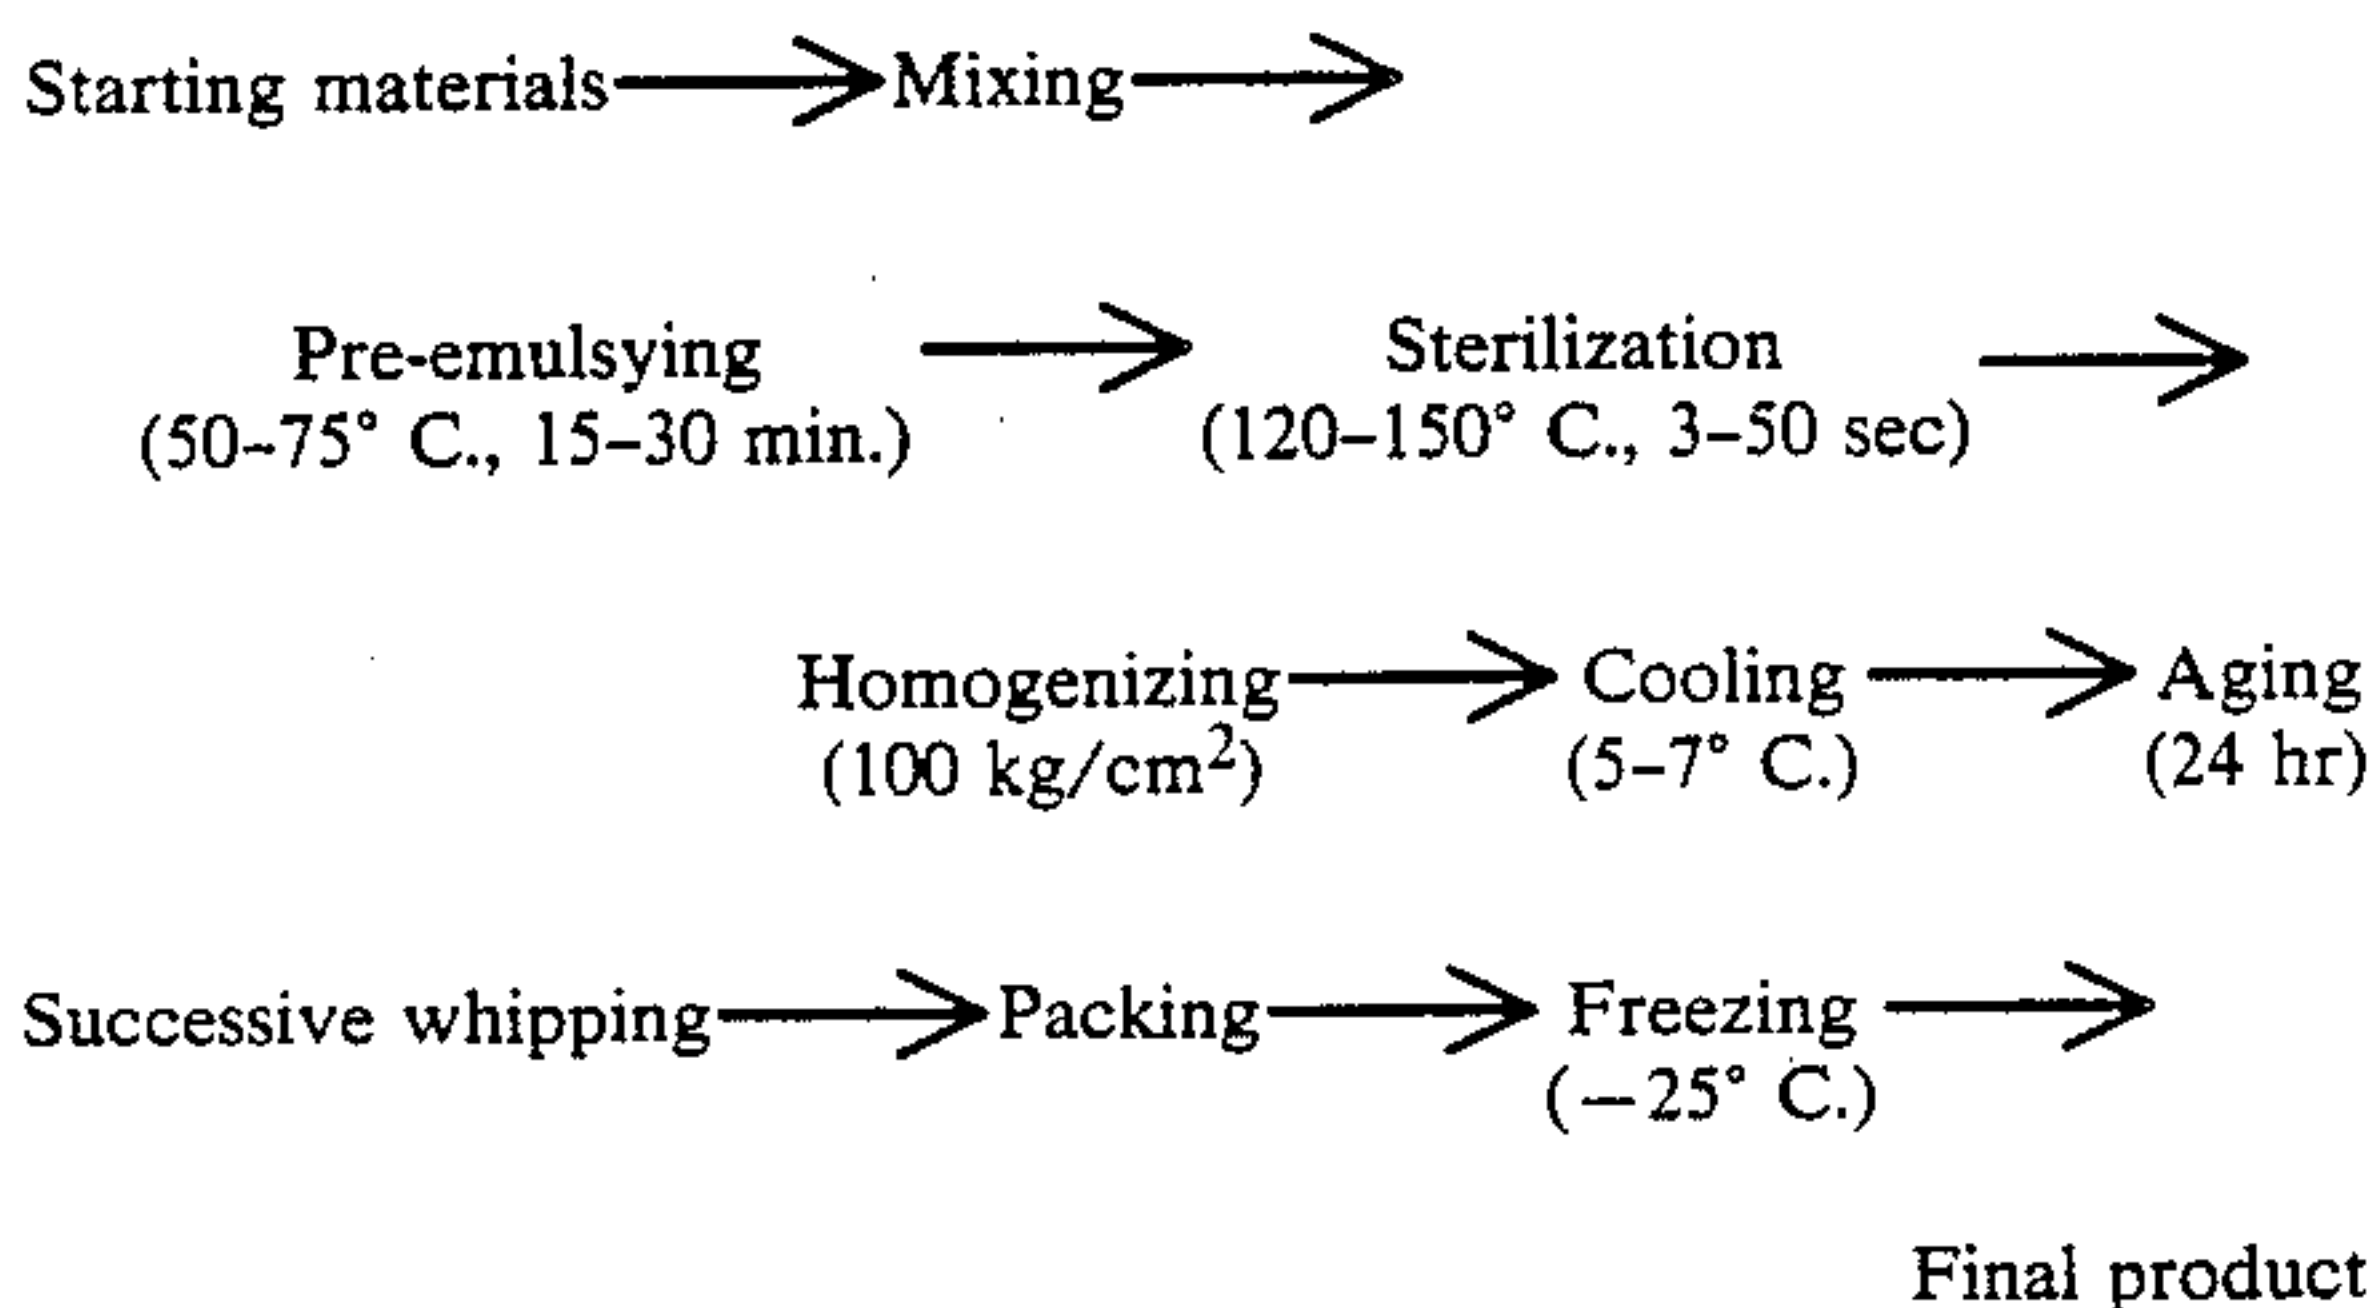 Starting materials → Mixing →
Pre-emulsying → Sterilization →
(50–75° C., 15–30 min.) (120–150° C., 3–50 sec)
Homogenizing → Cooling → Aging
(100 kg/cm²) (5–7° C.) (24 hr)
Successive whipping → Packing → Freezing →
(−25° C.)
Final product